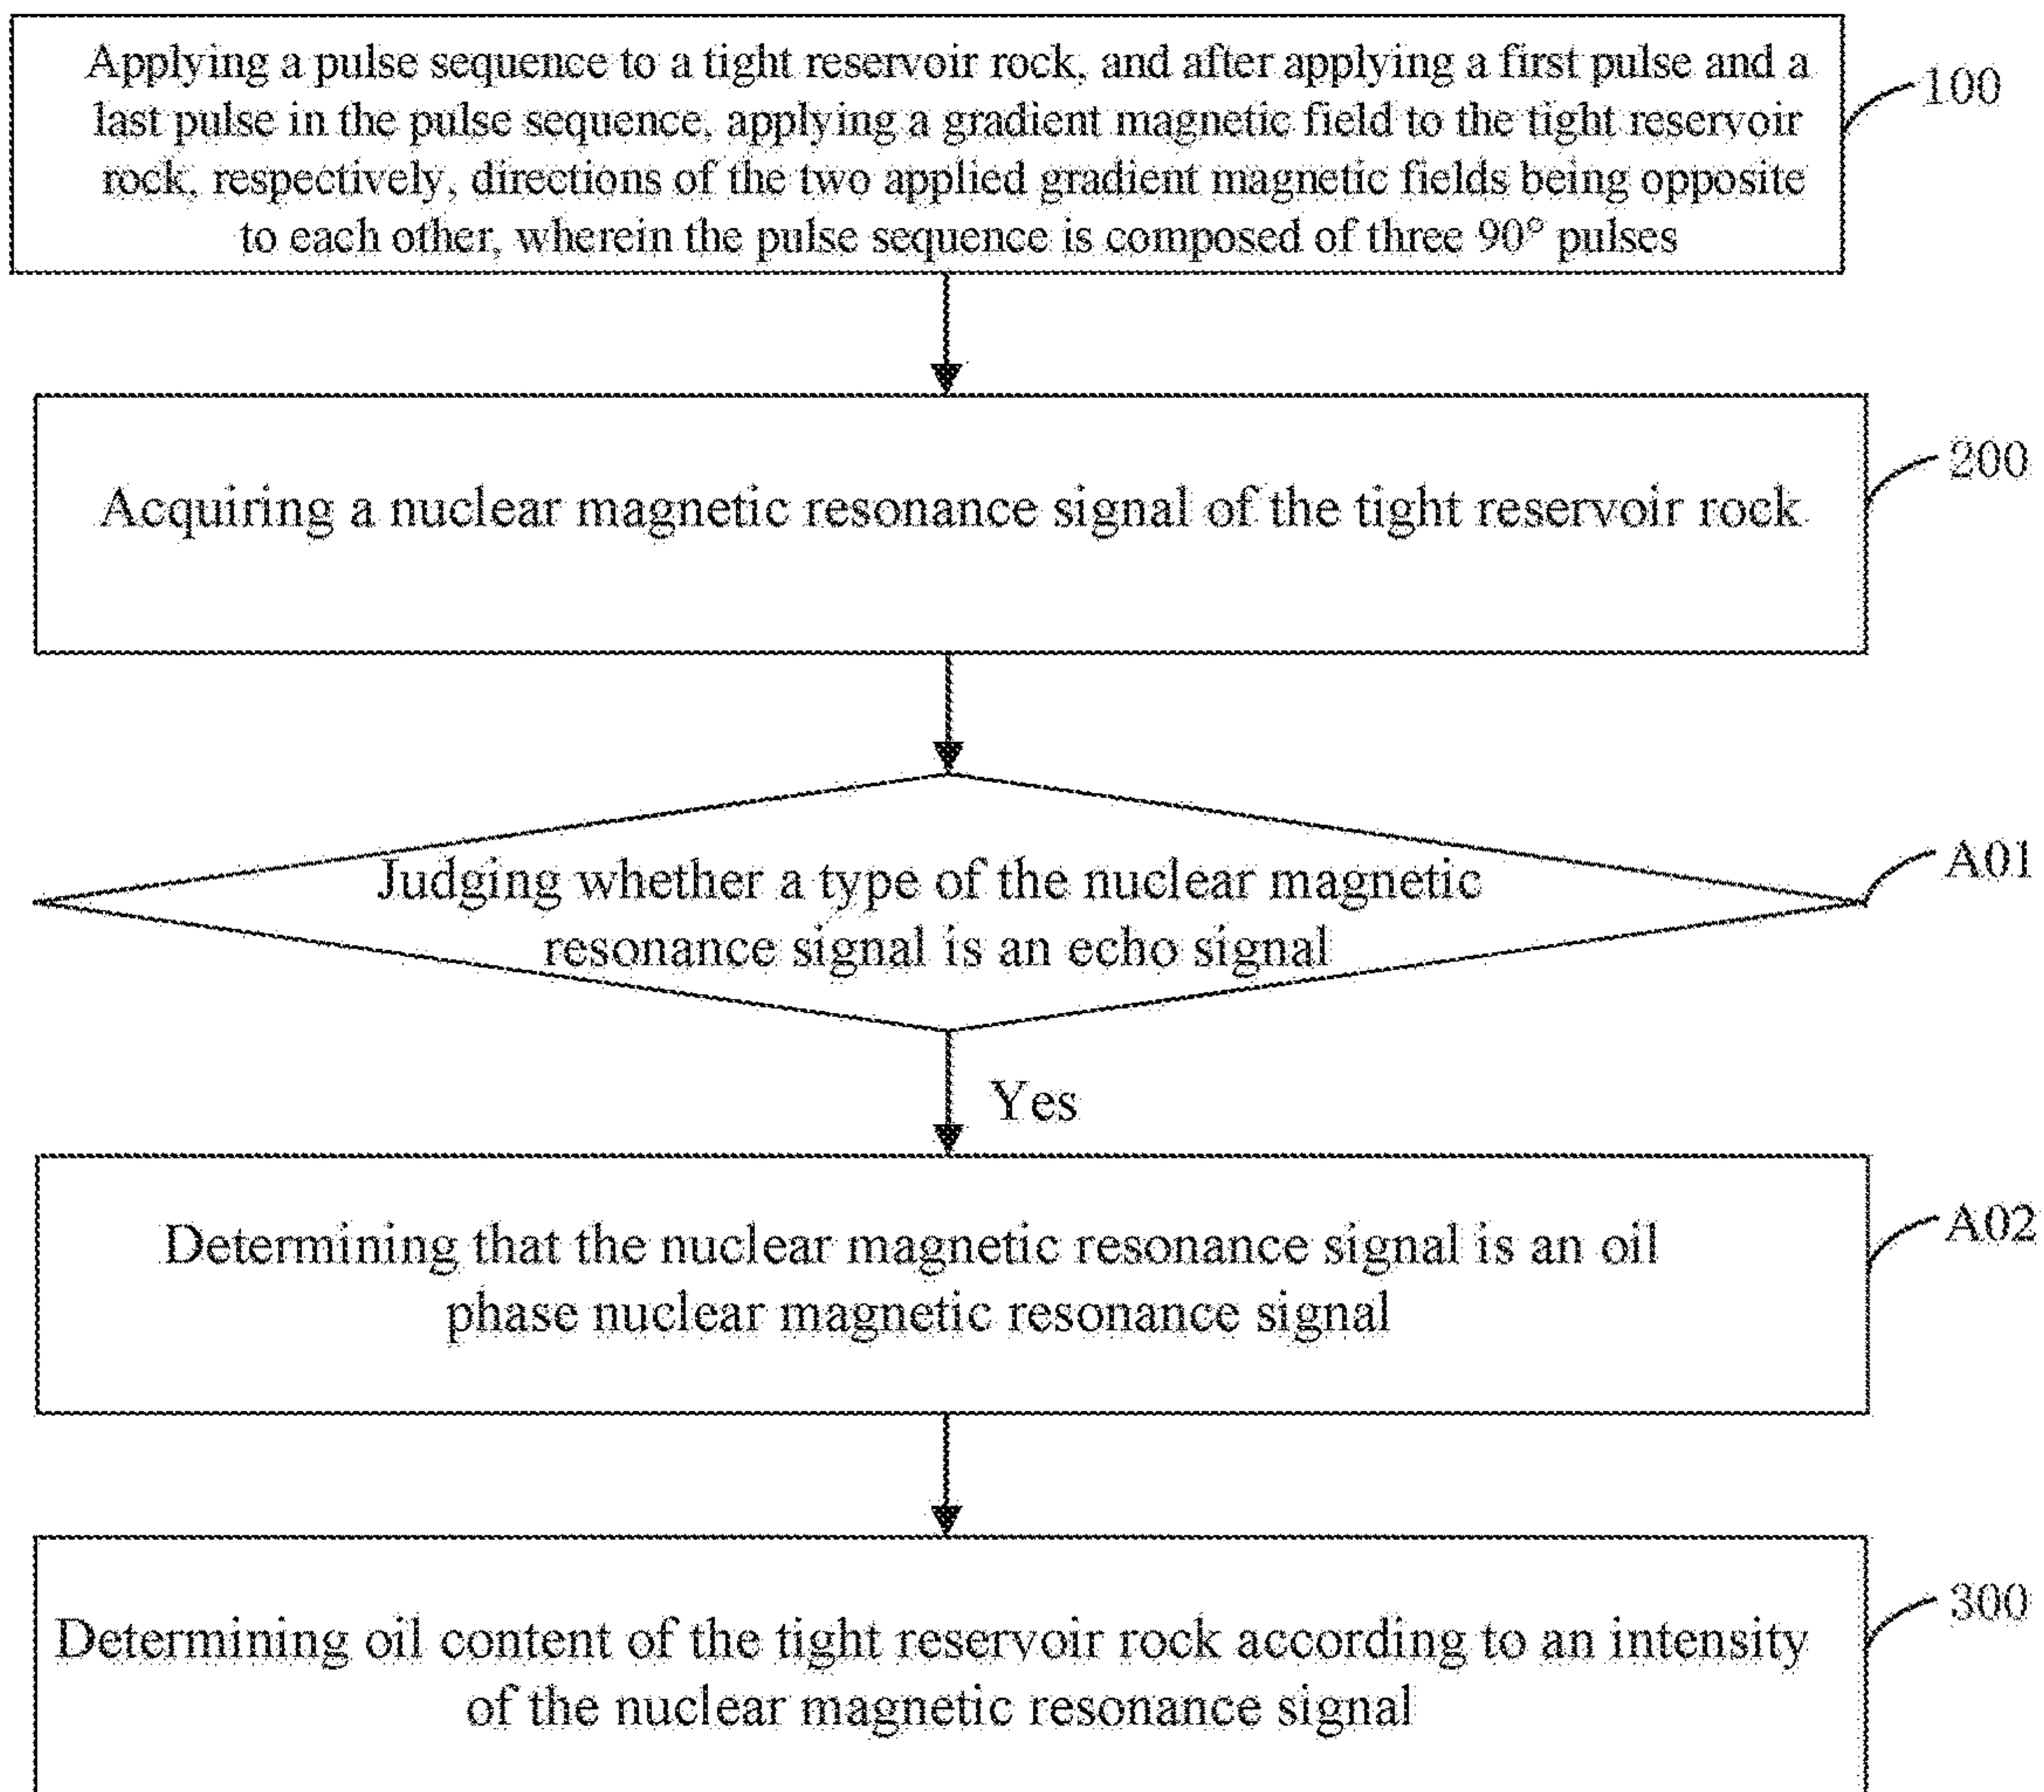 Applying a pulse sequence to a tight reservoir rock, and after applying a first pulse and a
last pulse in the pulse sequence, applying a gradient magnetic field to the tight reservoir
rock, respectively, directions of the two applied gradient magnetic fields being opposite
to each other, wherein the pulse sequence is composed of three 90° pulses
100
Acquiring a nuclear magnetic resonance signal of the tight reservoir rock
200
Judging whether a type of the nuclear magnetic
resonance signal is an echo signal
A01
Yes
Determining that the nuclear magnetic resonance signal is an oil
phase nuclear magnetic resonance signal
A02
Determining oil content of the tight reservoir rock according to an intensity
of the nuclear magnetic resonance signal
300